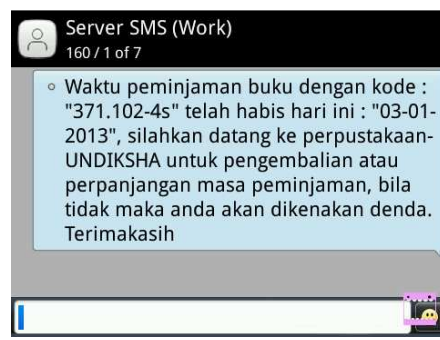 Server SMS (Work)
160 / 1 of 7
Waktu peminjaman buku dengan kode :
"371.102-4s" telah habis hari ini : "03-01-
2013", silahkan datang ke perpustakaan-
UNDIKSHA untuk pengembalian atau
perpanjangan masa peminjaman, bila
tidak maka anda akan dikenakan denda.
Terimakasih